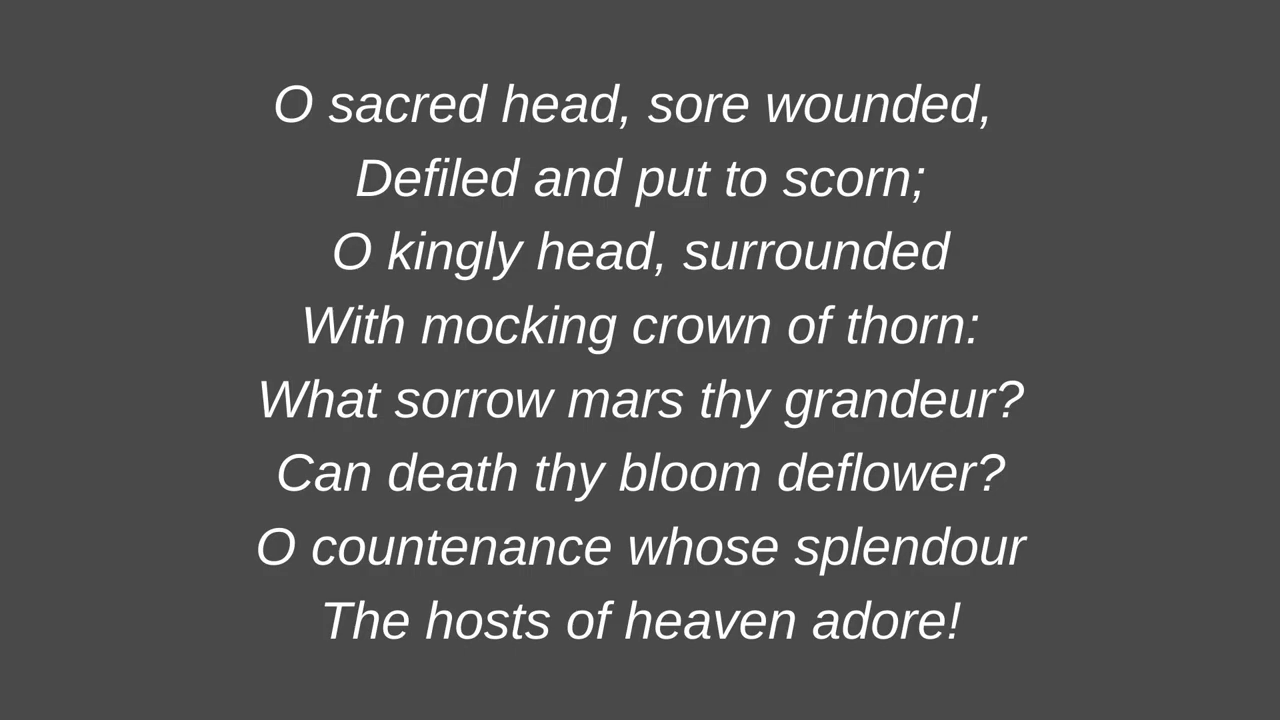 O sacred head, sore wounded,
Defiled and put to scorn;
O kingly head, surrounded
With mocking crown of thorn:
What sorrow mars thy grandeur?
Can death thy bloom deflower?
O countenance whose splendour
The hosts of heaven adore!